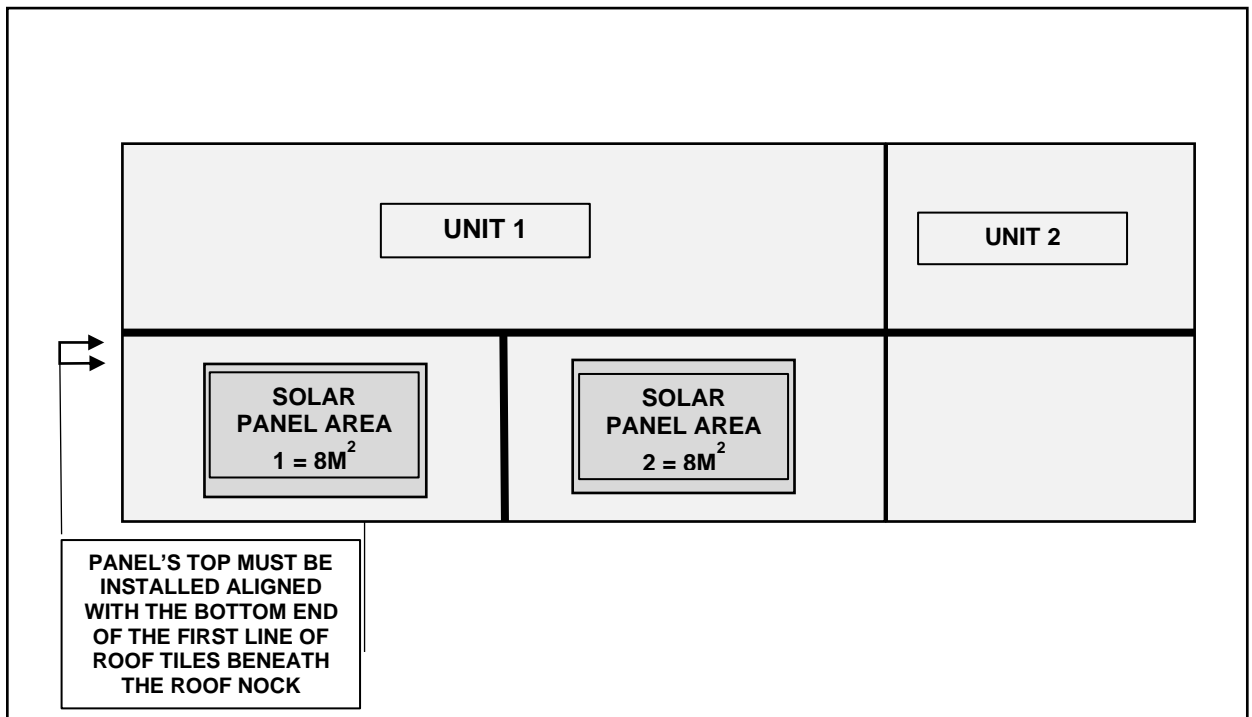 UNIT 1
UNIT 2
SOLAR
PANEL AREA
1 = 8M²
SOLAR
PANEL AREA
2 = 8M²
PANEL’S TOP MUST BE
INSTALLED ALIGNED
WITH THE BOTTOM END
OF THE FIRST LINE OF
ROOF TILES BENEATH
THE ROOF NOCK